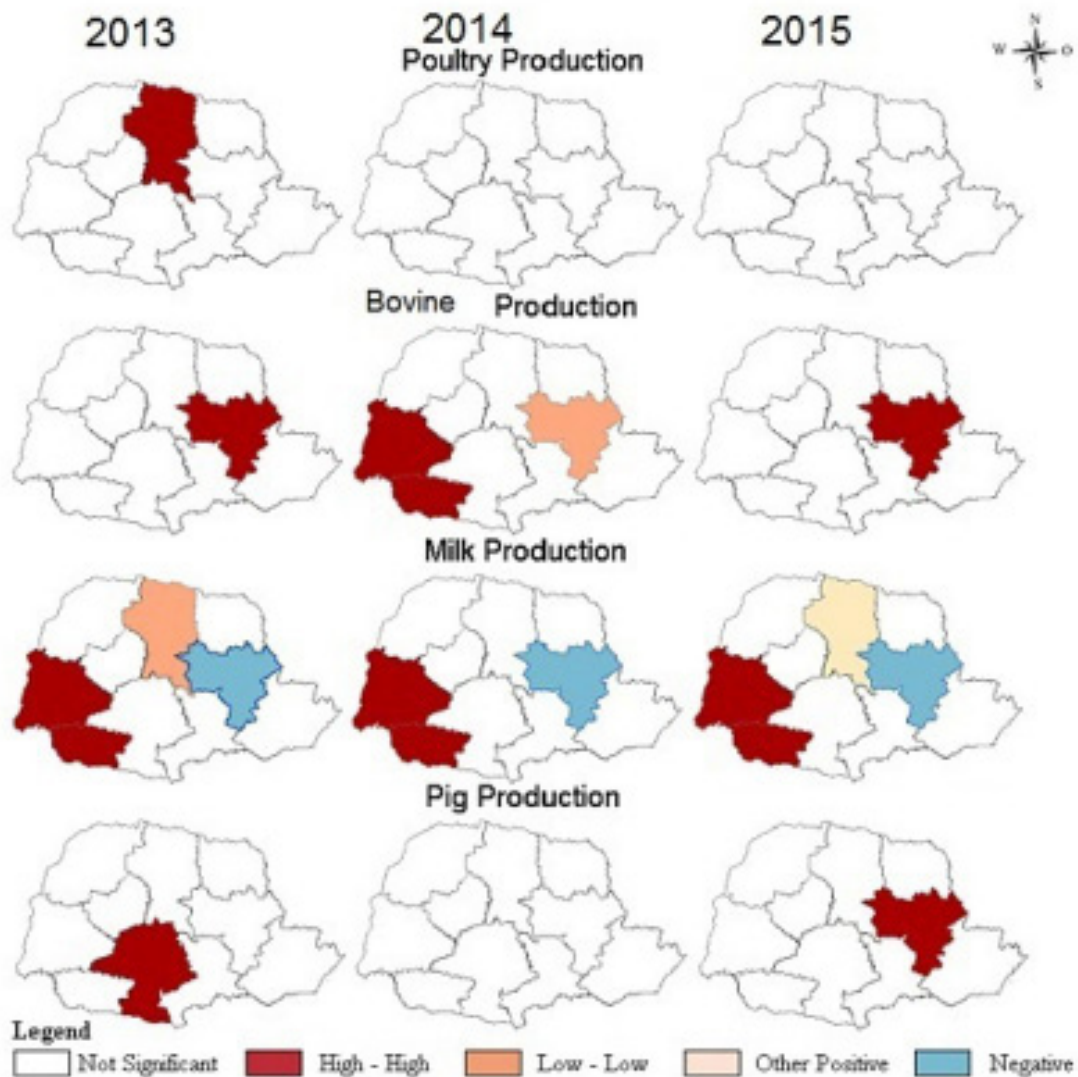 2013 2014 2015
N
W O
S
Poultry Production
Bovine Production
Milk Production
Pig Production
Legend
Not Significant High - High Low - Low Other Positive Negative